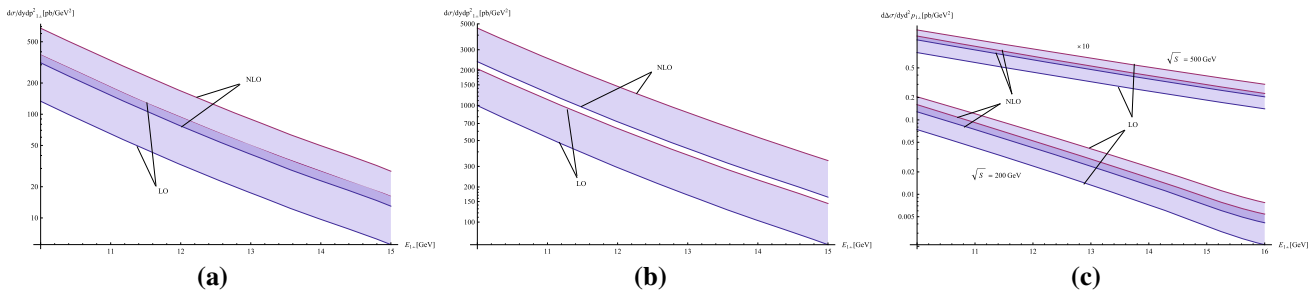 dσ/dydp²₁⊥[pb/GeV²]
500
200
100
50
20
10
NLO
LO
11
12
13
14
15
E₁⊥[GeV]
(a)
dσ/dydp²₁⊥[pb/GeV²]
5000
3000
2000
1500
1000
700
500
300
200
150
100
NLO
LO
11
12
13
14
15
E₁⊥[GeV]
(b)
dΔσ/dyd²p₁⊥[pb/GeV²]
0.5
0.2
0.1
0.05
0.01
0.005
×10
√S = 500 GeV
NLO
LO
√S = 200 GeV
11
12
13
14
15
16
E₁⊥[GeV]
(c)